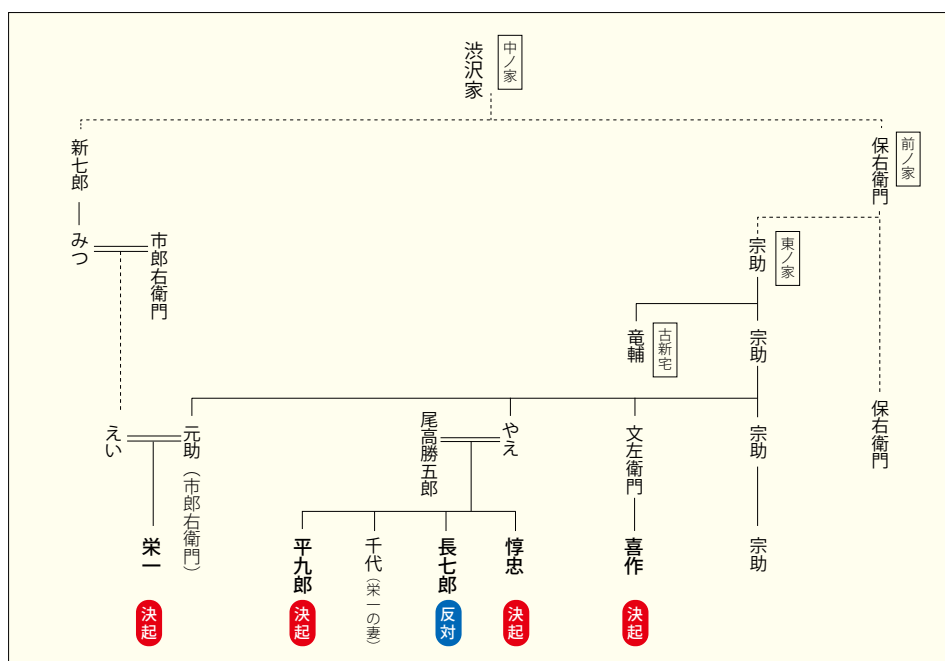 中ノ家
渋沢家
前ノ家
保右衛門
新七郎
みつ
市郎右衛門
東ノ家
宗助
古新宅
竜輔
宗助
保右衛門
宗助
文左衛門
やえ
尾高勝五郎
元助（市郎右衛門）
えい
宗助
喜作
決起
惇忠
決起
長七郎
反対
千代（栄一の妻）
平九郎
決起
栄一
決起